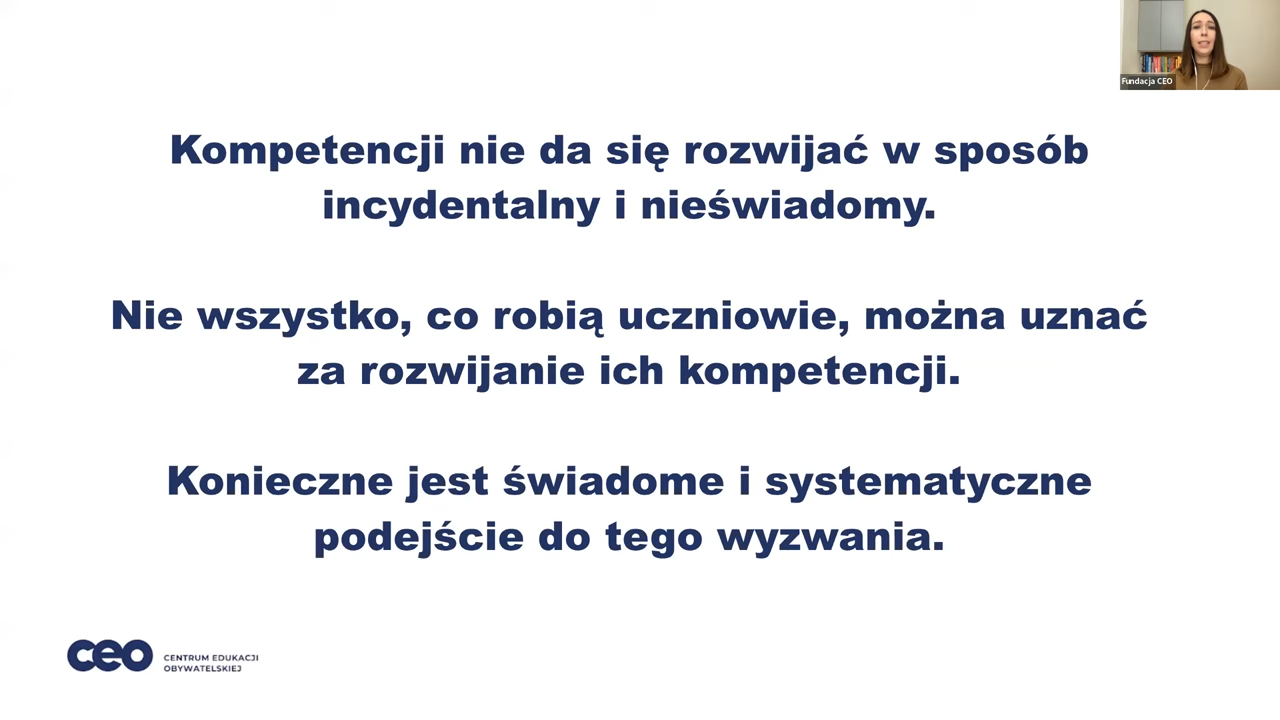 Fundacja CEO
Kompetencji nie da się rozwijać w sposób
incydentalny i nieświadomy.
Nie wszystko, co robią uczniowie, można uznać
za rozwijanie ich kompetencji.
Konieczne jest świadome i systematyczne
podejście do tego wyzwania.
ceo CENTRUM EDUKACJI
OBYWATELSKIEJ